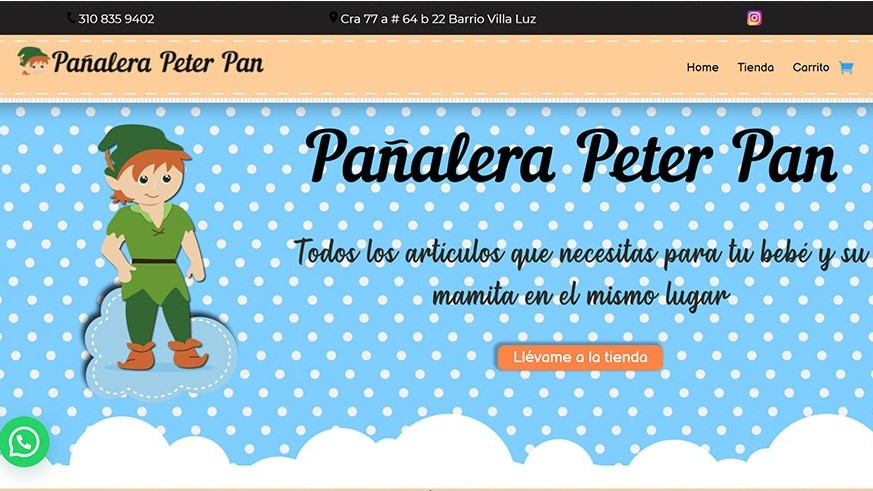 310 835 9402
Cra 77 a # 64 b 22 Barrio Villa Luz
Pañalera Peter Pan
Home Tienda Carrito
Pañalera Peter Pan
Todos los artículos que necesitas para tu bebé y su
mamita en el mismo lugar
Llévame a la tienda